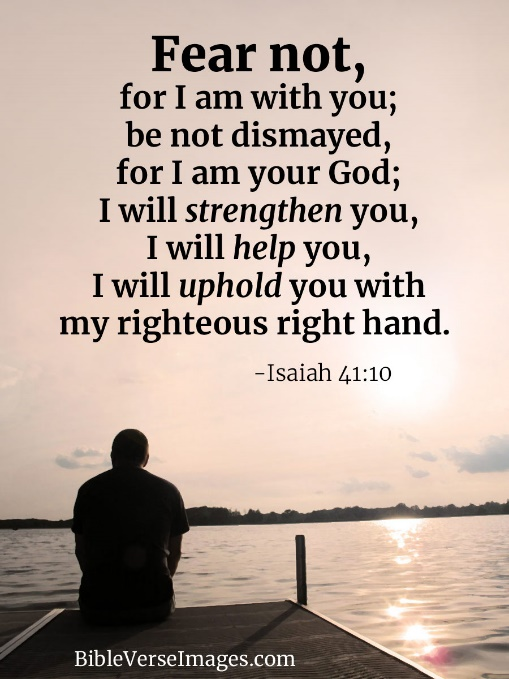 Fear not,
for I am with you;
be not dismayed,
for I am your God;
I will strengthen you,
I will help you,
I will uphold you with
my righteous right hand.
-Isaiah 41:10
BibleVerseImages.com